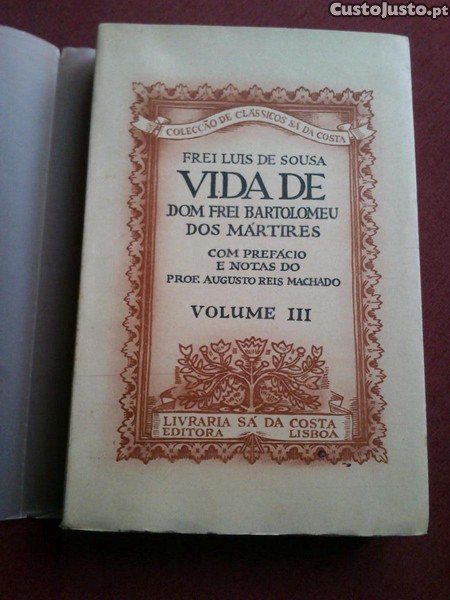 CustoJusto.pt
COLECÇÃO DE CLÁSSICOS SÁ DA COSTA
FREI LUIS DE SOUSA
VIDA DE
DOM FREI BARTOLOMEU
DOS MÁRTIRES
COM PREFÁCIO
E NOTAS DO
PROF. AUGUSTO REIS MACHADO
VOLUME III
LIVRARIA SÁ DA COSTA
EDITORA LISBOA